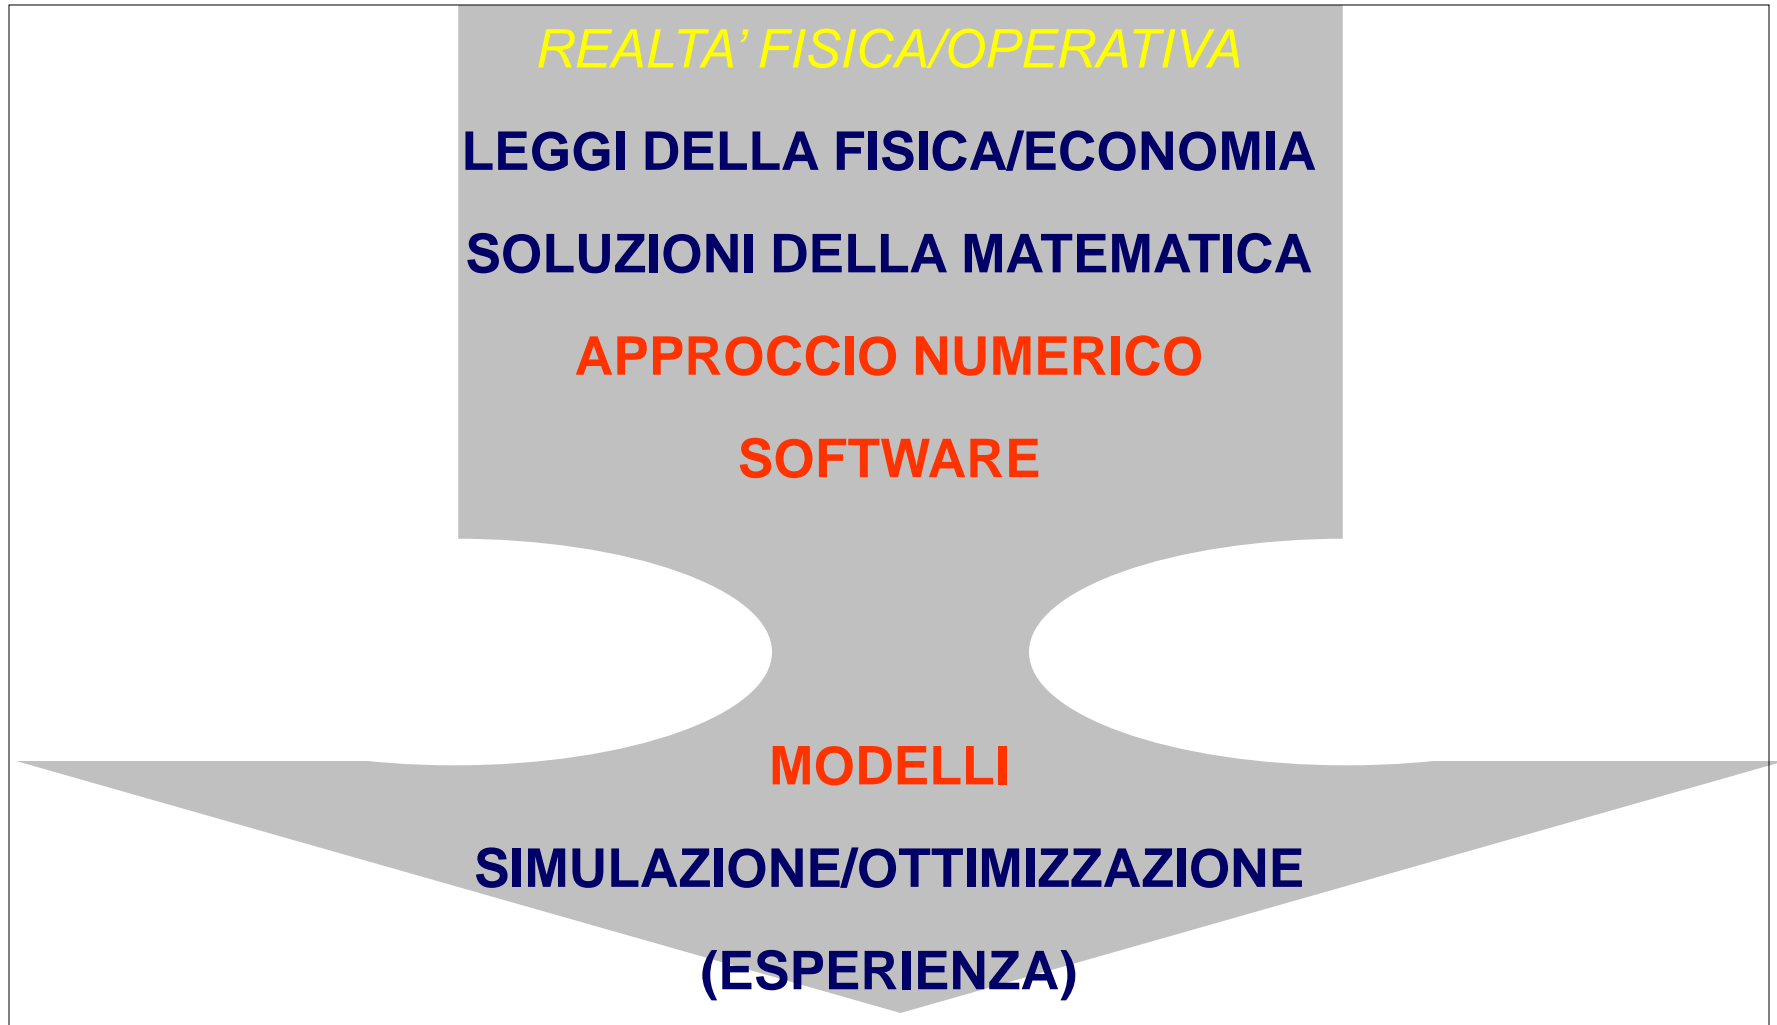 REALTA’ FISICA/OPERATIVA
LEGGI DELLA FISICA/ECONOMIA
SOLUZIONI DELLA MATEMATICA
APPROCCIO NUMERICO
SOFTWARE
MODELLI
SIMULAZIONE/OTTIMIZZAZIONE
(ESPERIENZA)